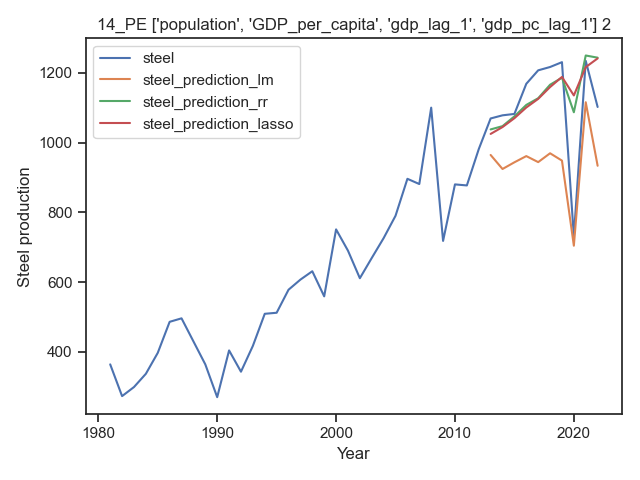 14_PE ['population', 'GDP_per_capita', 'gdp_lag_1', 'gdp_pc_lag_1'] 2
steel
steel_prediction_lm
steel_prediction_rr
steel_prediction_lasso
Steel production
1200
1000
800
600
400
1980
1990
2000
2010
2020
Year